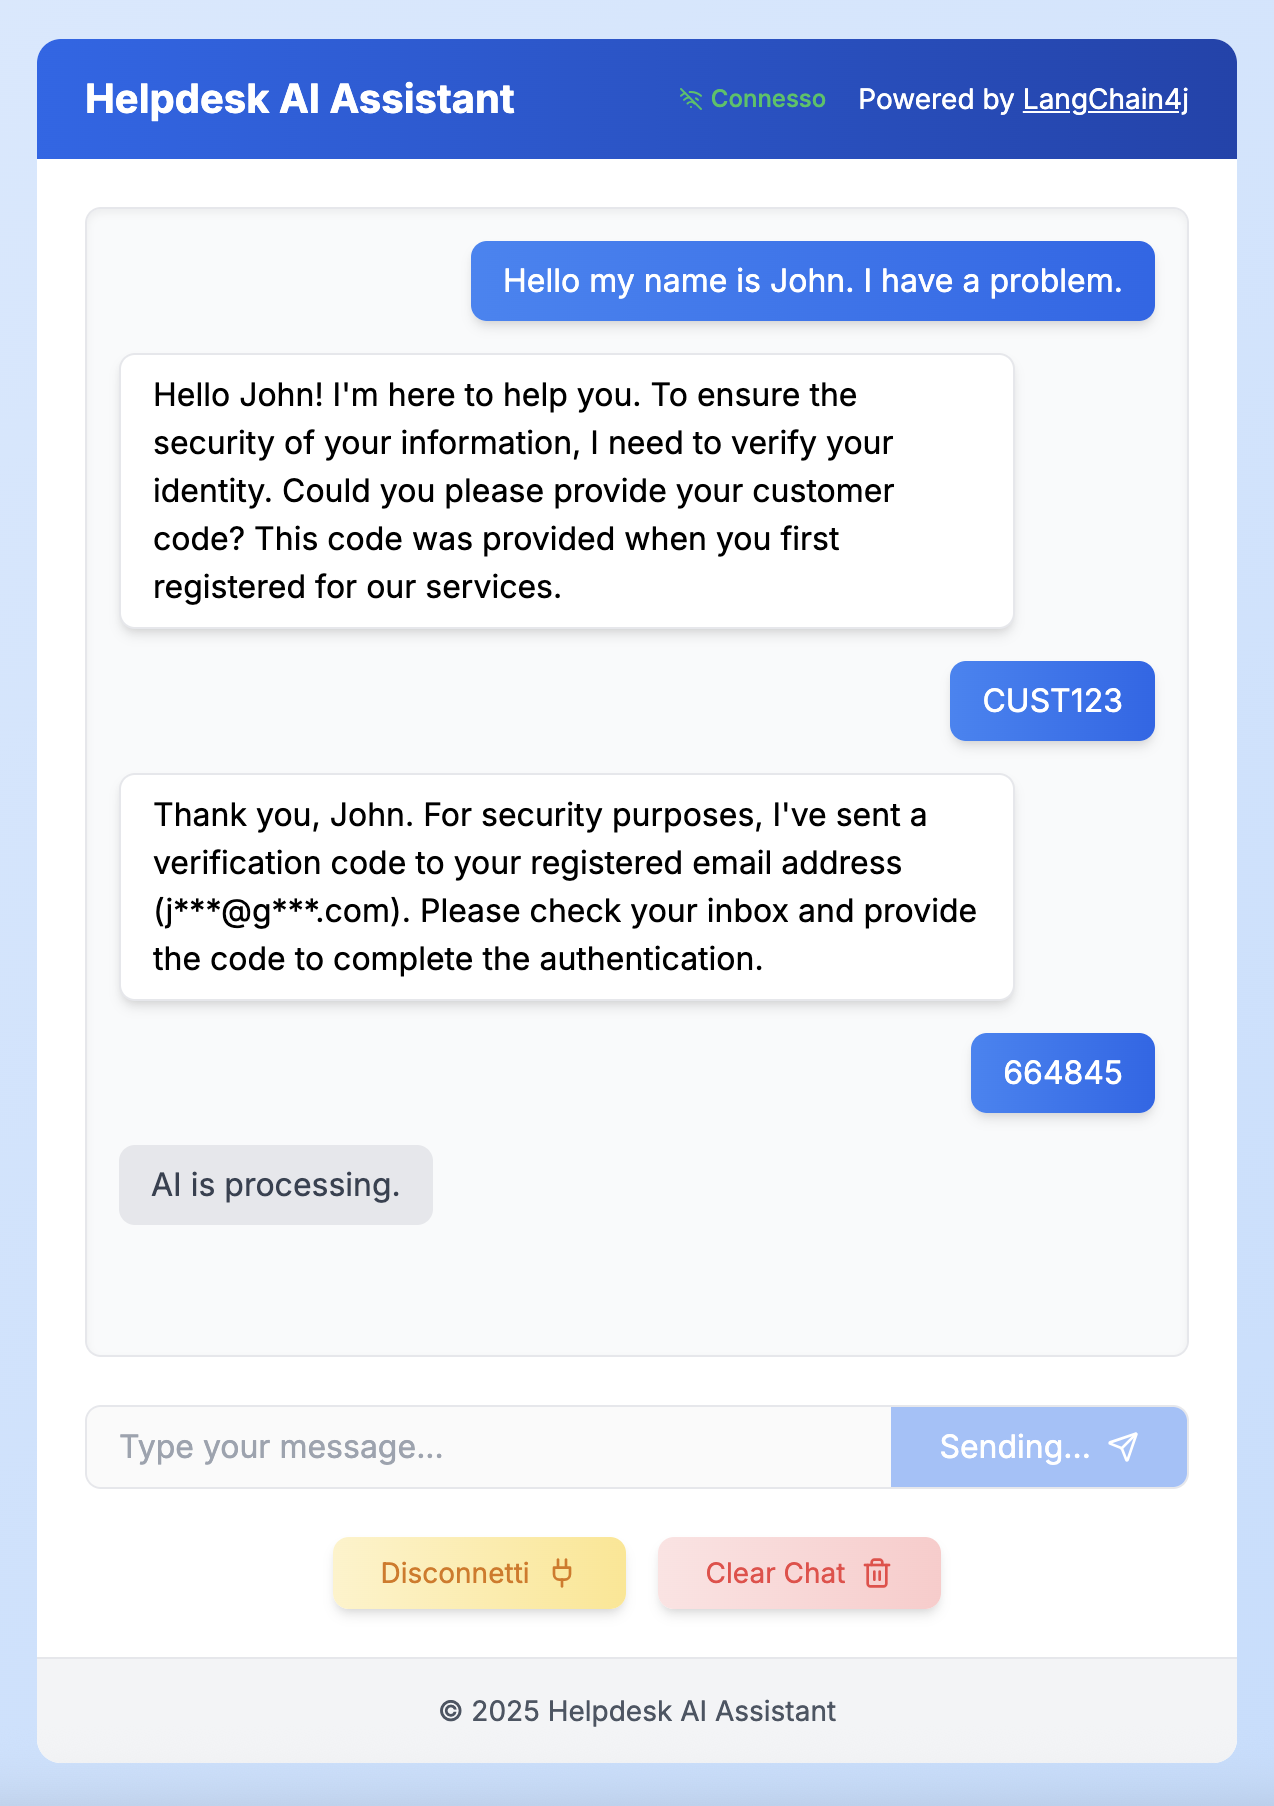 Helpdesk AI Assistant
Connesso
Powered by LangChain4j
Hello my name is John. I have a problem.
Hello John! I'm here to help you. To ensure the
security of your information, I need to verify your
identity. Could you please provide your customer
code? This code was provided when you first
registered for our services.
CUST123
Thank you, John. For security purposes, I've sent a
verification code to your registered email address
(j***@g***.com). Please check your inbox and provide
the code to complete the authentication.
664845
AI is processing.
Type your message...
Sending...
Disconnetti
Clear Chat
© 2025 Helpdesk AI Assistant